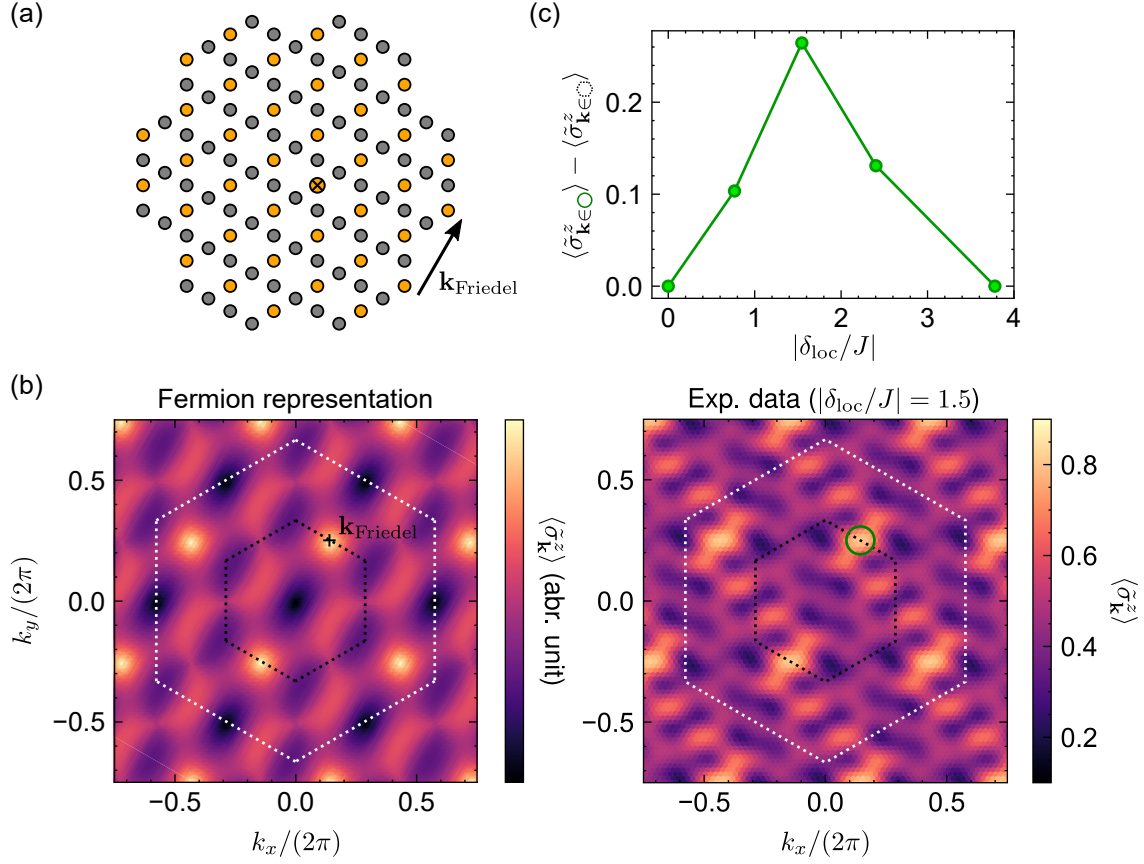 (a)
k_Friedel
(c)
⟨σ̃^z_{k∈○}⟩ − ⟨σ̃^z_{k∈◌}⟩
0.2
0.1
0.0
0 1 2 3 4
|δ_loc/J|
(b)
Fermion representation
k_Friedel
k_y/(2π)
0.5
0.0
−0.5
−0.5 0.0 0.5
k_x/(2π)
⟨σ̃^z_k⟩ (abr. unit)
Exp. data (|δ_loc/J| = 1.5)
−0.5 0.0 0.5
k_x/(2π)
0.8
0.6
0.4
0.2
⟨σ̃^z_k⟩